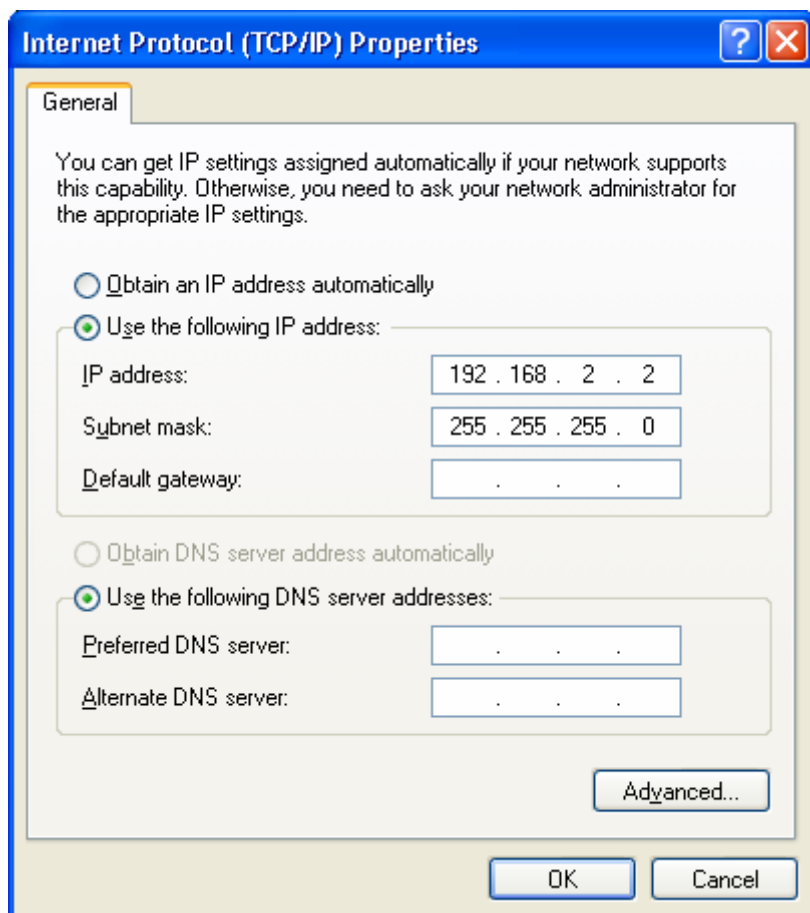 Internet Protocol (TCP/IP) Properties
General
You can get IP settings assigned automatically if your network supports
this capability. Otherwise, you need to ask your network administrator for
the appropriate IP settings.
Obtain an IP address automatically
Use the following IP address:
IP address: 192 . 168 . 2 . 2
Subnet mask: 255 . 255 . 255 . 0
Default gateway: . . .
Obtain DNS server address automatically
Use the following DNS server addresses:
Preferred DNS server: . . .
Alternate DNS server: . . .
Advanced...
OK Cancel